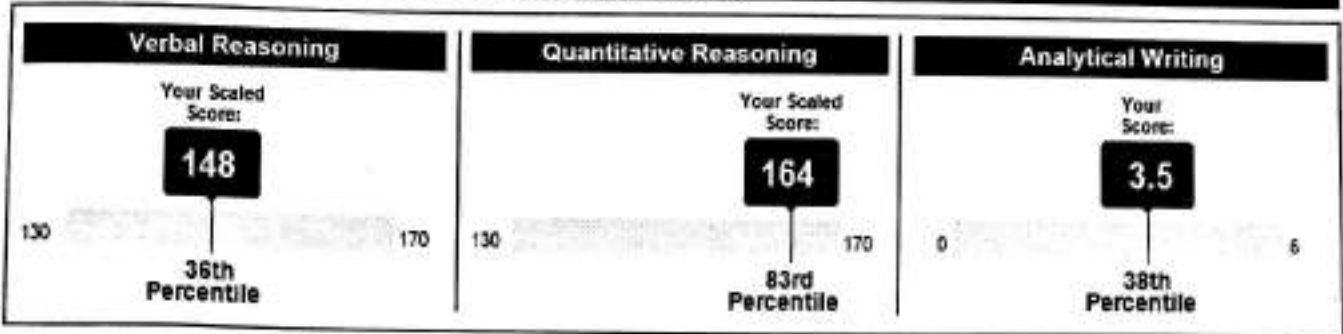 Verbal Reasoning
Your Scaled
Score:
148
130
170
36th
Percentile
Quantitative Reasoning
Your Scaled
Score:
164
130
170
83rd
Percentile
Analytical Writing
Your
Score:
3.5
0
6
38th
Percentile